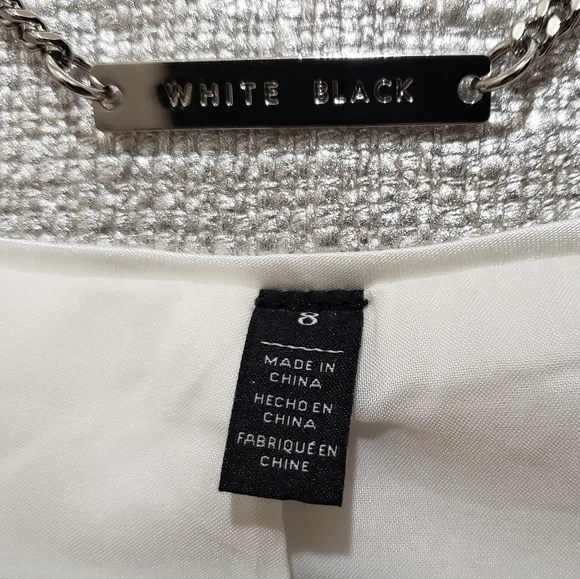 WHITE BLACK
8
MADE IN
CHINA
HECHO EN
CHINA
FABRIQUÉ EN
CHINE